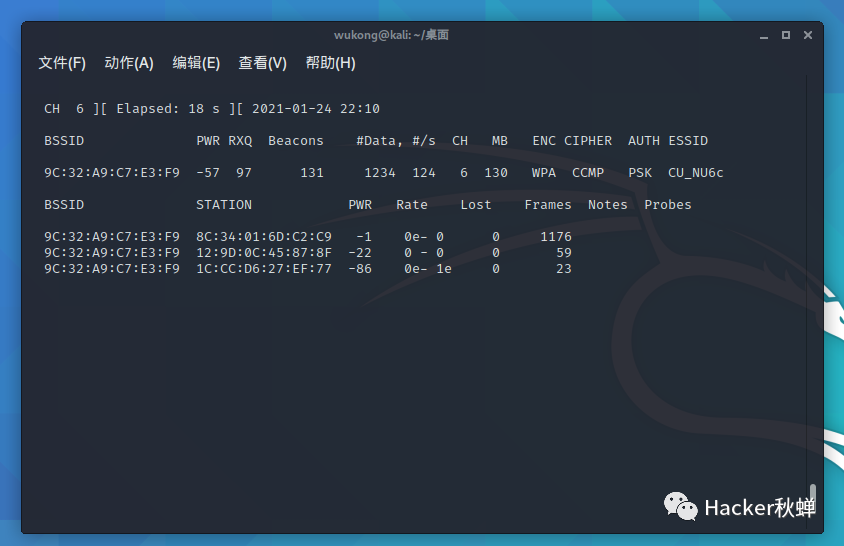 wukong@kali: ~/桌面
文件(F) 动作(A) 编辑(E) 查看(V) 帮助(H)
CH 6 ][ Elapsed: 18 s ][ 2021-01-24 22:10
BSSID PWR RXQ Beacons #Data, #/s CH MB ENC CIPHER AUTH ESSID
9C:32:A9:C7:E3:F9 -57 97 131 1234 124 6 130 WPA CCMP PSK CU_NU6c
BSSID STATION PWR Rate Lost Frames Notes Probes
9C:32:A9:C7:E3:F9 8C:34:01:6D:C2:C9 -1 0e- 0 0 1176
9C:32:A9:C7:E3:F9 12:9D:0C:45:87:8F -22 0 - 0 0 59
9C:32:A9:C7:E3:F9 1C:CC:D6:27:EF:77 -86 0e- 1e 0 23
Hacker秋蝉